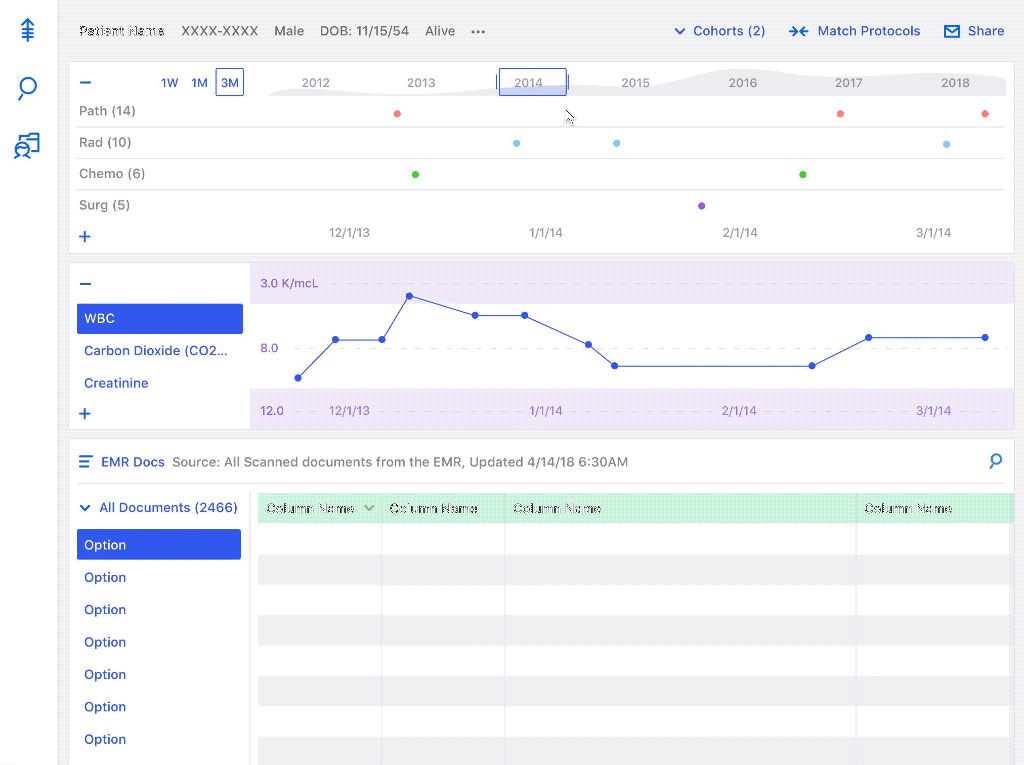 Patient Name XXXX-XXXX Male DOB: 11/15/54 Alive ••• Cohorts (2) Match Protocols Share
1W 1M 3M 2012 2013 2014 2015 2016 2017 2018
Path (14)
Rad (10)
Chemo (6)
Surg (5)
12/1/13 1/1/14 2/1/14 3/1/14
3.0 K/mcL
WBC
8.0
Carbon Dioxide (CO2...
Creatinine
12.0 12/1/13 1/1/14 2/1/14 3/1/14
EMR Docs Source: All Scanned documents from the EMR, Updated 4/14/18 6:30AM
All Documents (2466) Column Name Column Name Column Name Column Name
Option
Option
Option
Option
Option
Option
Option